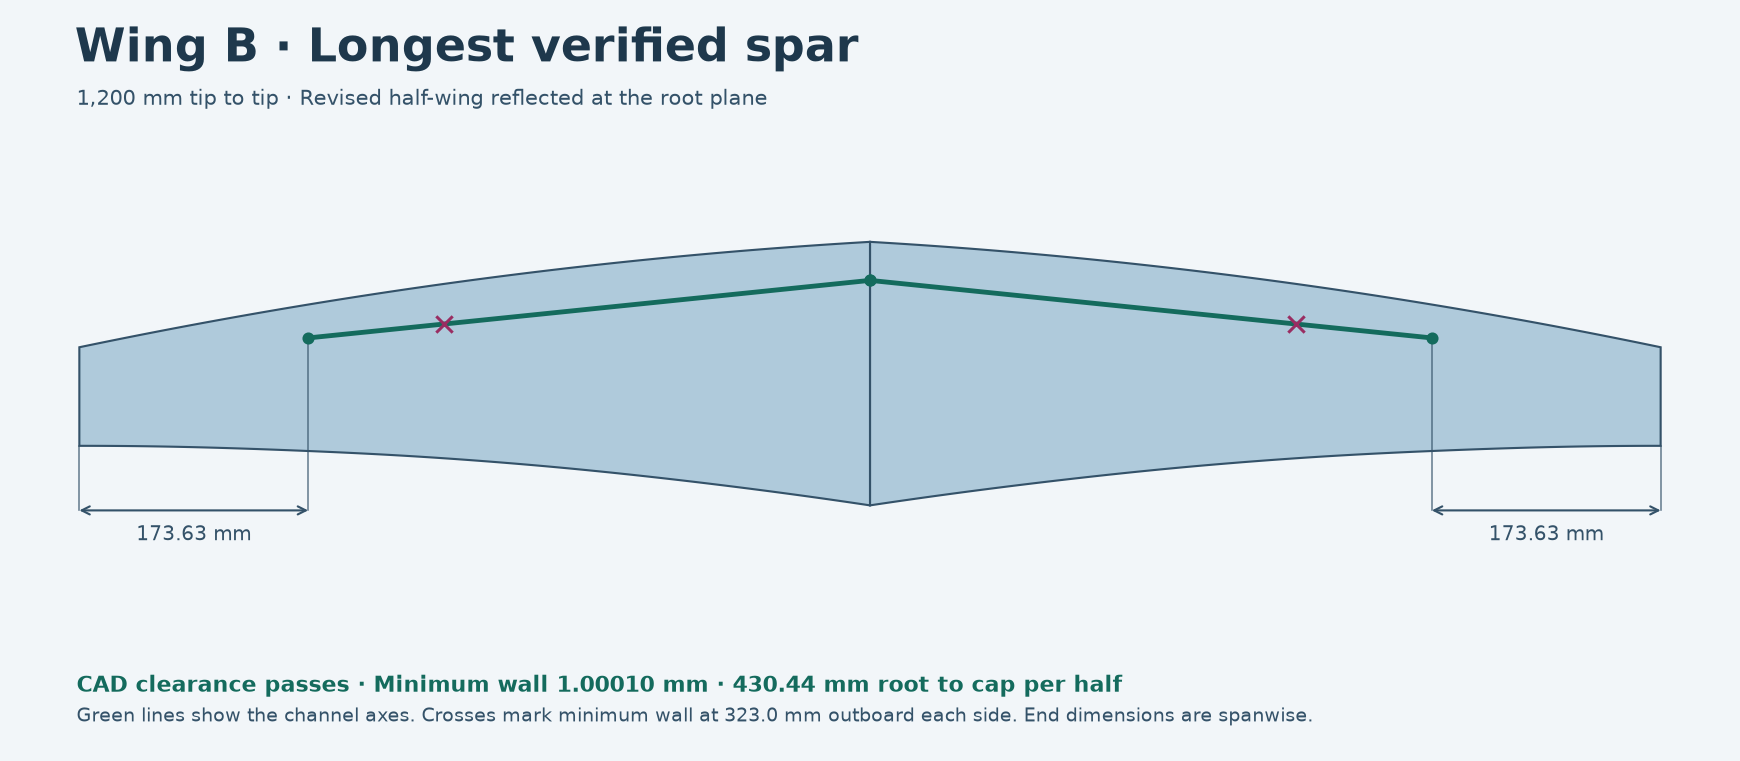 Wing B · Longest verified spar
1,200 mm tip to tip · Revised half-wing reflected at the root plane
173.63 mm
173.63 mm
CAD clearance passes · Minimum wall 1.00010 mm · 430.44 mm root to cap per half
Green lines show the channel axes. Crosses mark minimum wall at 323.0 mm outboard each side. End dimensions are spanwise.